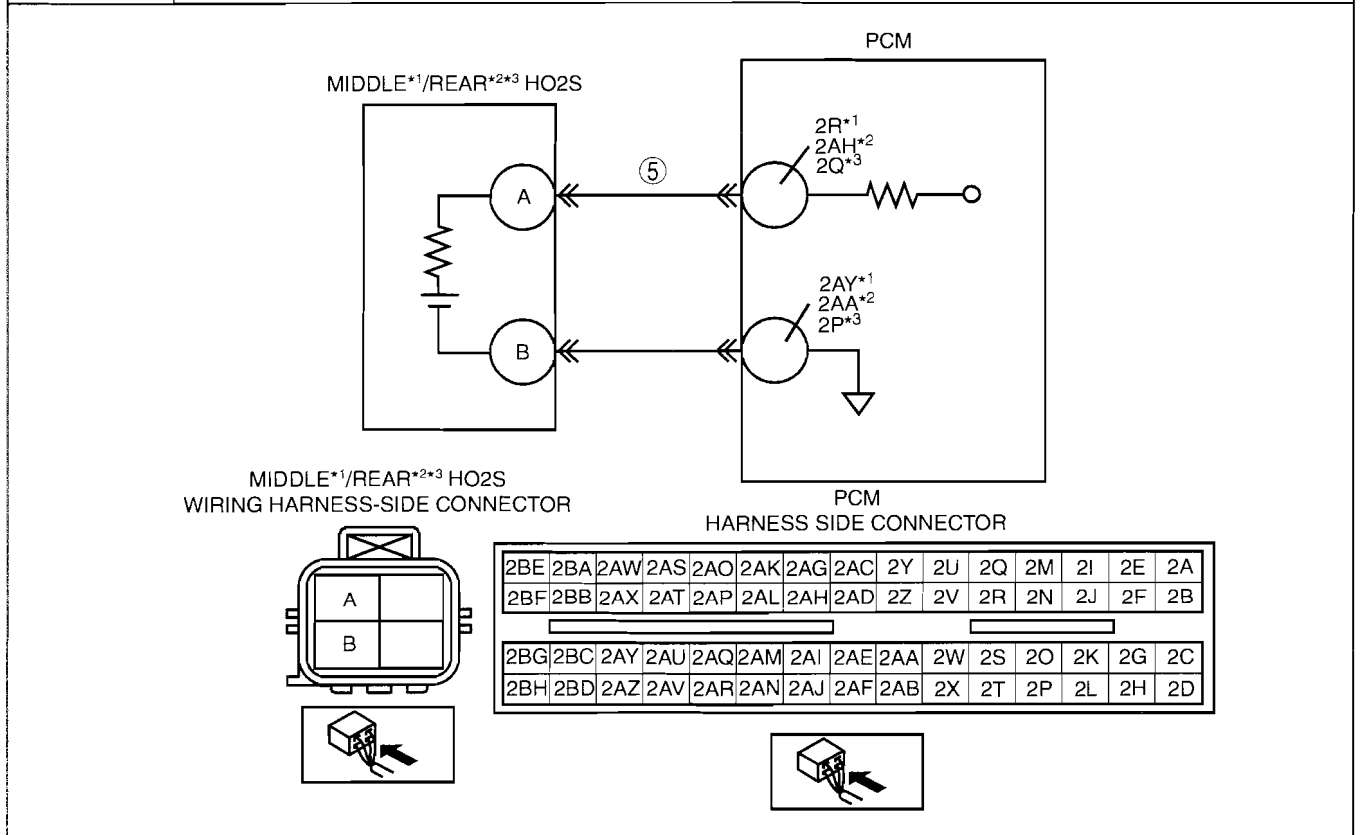 PCM
MIDDLE*1/REAR*2*3 HO2S
2R*1
2AH*2
2Q*3
5
A
2AY*1
2AA*2
2P*3
B
MIDDLE*1/REAR*2*3 HO2S
WIRING HARNESS-SIDE CONNECTOR
A
B
PCM
HARNESS SIDE CONNECTOR
2BE 2BA 2AW 2AS 2AO 2AK 2AG 2AC 2Y 2U 2Q 2M 2I 2E 2A
2BF 2BB 2AX 2AT 2AP 2AL 2AH 2AD 2Z 2V 2R 2N 2J 2F 2B
2BG 2BC 2AY 2AU 2AQ 2AM 2AI 2AE 2AA 2W 2S 2O 2K 2G 2C
2BH 2BD 2AZ 2AV 2AR 2AN 2AJ 2AF 2AB 2X 2T 2P 2L 2H 2D